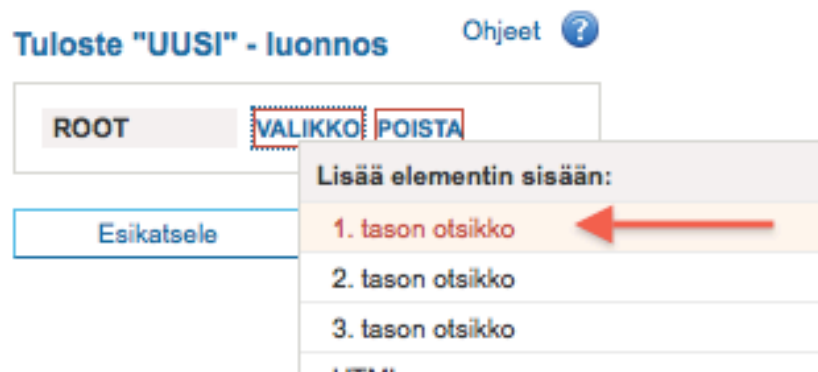 Tuloste "UUSI" - luonnos
Ohjeet ?
ROOT VALIKKO POISTA
Lisää elementin sisään:
Esikatsele
1. tason otsikko
2. tason otsikko
3. tason otsikko